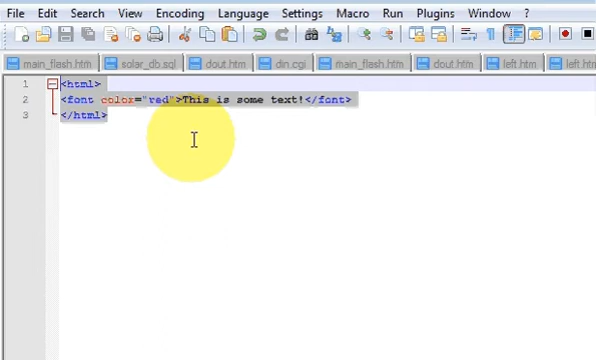 File Edit Search View Encoding Language Settings Macro Run Plugins Window ?
main_flash.htm solar_db.sql dout.htm din.cgi main_flash.htm dout.htm left.htm left.htm
1 <html>
2 <font color="red">This is some text!</font>
3 </html>